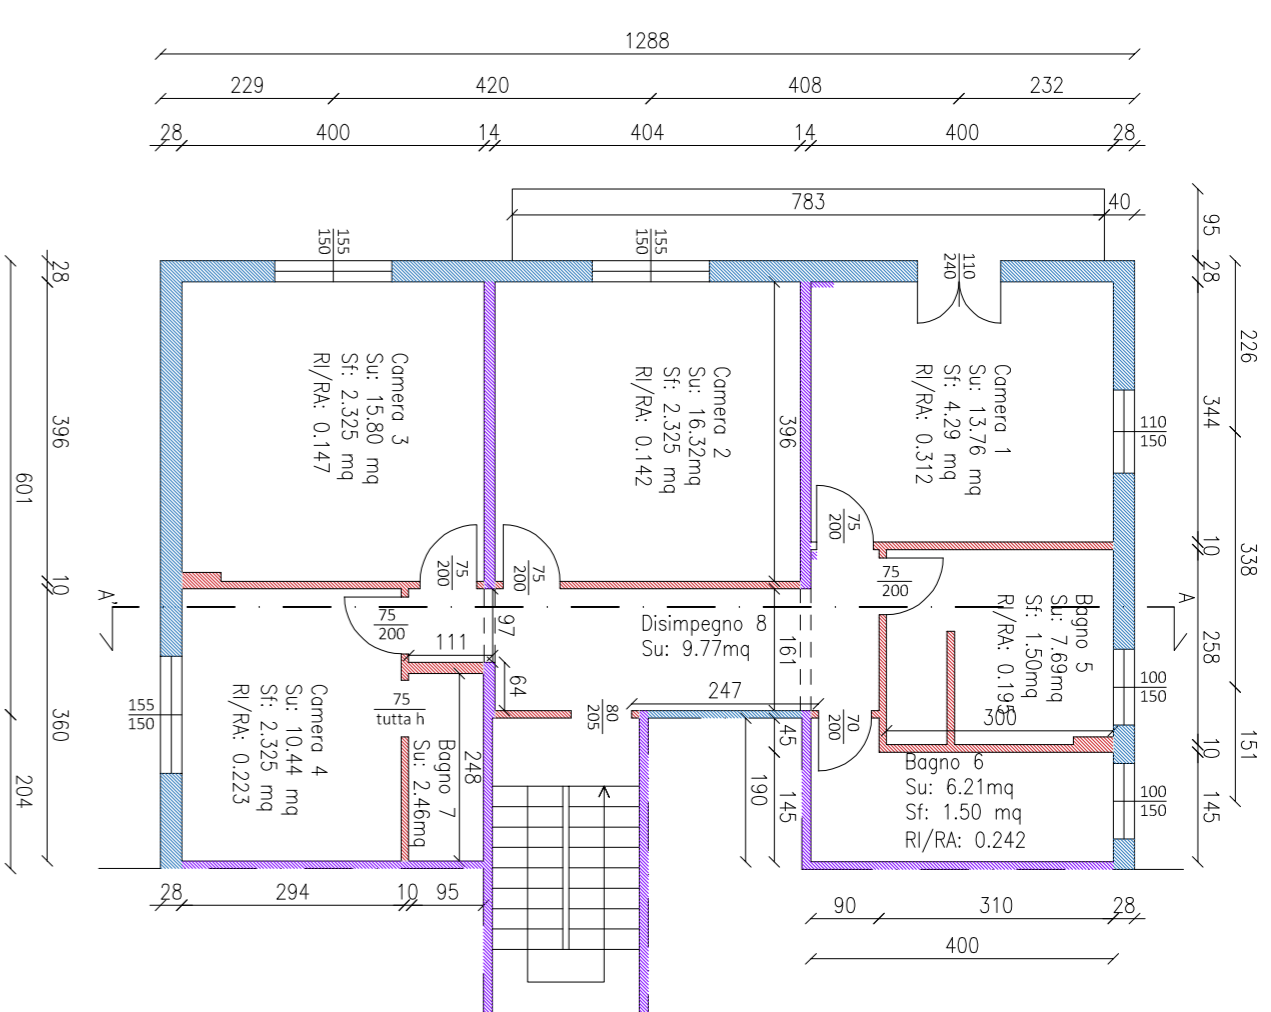 1288
229 420 408 232
28 400 14 404 14 400 28
783 40
95
155
150
155
150
110
240
28
28
226
Camera 3
Su: 15.80 mq
Sf: 2.325 mq
RI/RA: 0.147
Camera 2
Su: 16.32mq
Sf: 2.325 mq
RI/RA: 0.142
Camera 1
Su: 13.76 mq
Sf: 4.29 mq
RI/RA: 0.312
396
396
344
110
150
601
75
200
75
200
75
200
10
10
338
75
200
A'
A
75
200
111
97
64
Disimpegno 8
Su: 9.77mq
161
Bagno 5
Su: 7.69mq
Sf: 1.50mq
RI/RA: 0.195
258
100
150
300
155
150
Camera 4
Su: 10.44 mq
Sf: 2.325 mq
RI/RA: 0.223
75
tutta h
Bagno 7
Su: 2.46mq
248
80
205
247
70
200
45
190
145
360
204
10
151
145
Bagno 6
Su: 6.21mq
Sf: 1.50 mq
RI/RA: 0.242
100
150
28 294 10 95
90 310 28
400